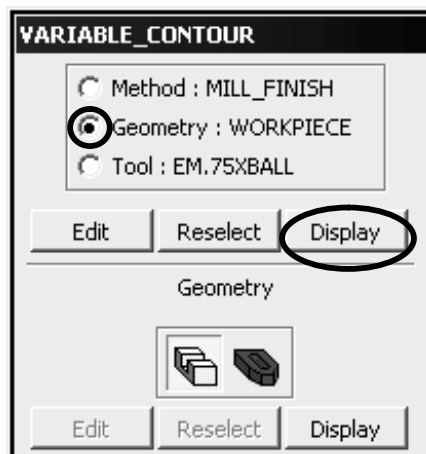 VARIABLE_CONTOUR
Method : MILL_FINISH
Geometry : WORKPIECE
Tool : EM.75XBALL
Edit Reselect Display
Geometry
Edit Reselect Display